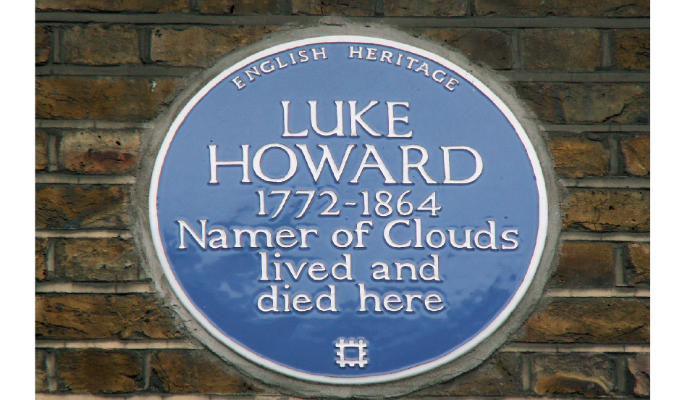 ENGLISH HERITAGE
LUKE
HOWARD
1772-1864
Namer of Clouds
lived and
died here